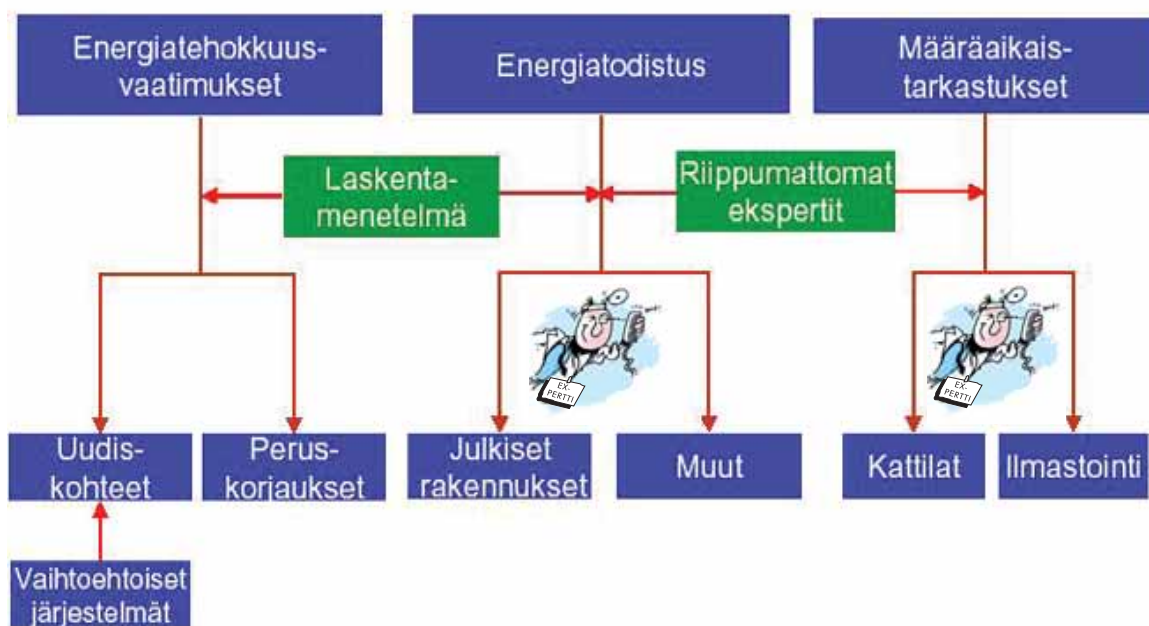 Energiatehokkuus-
vaatimukset
Energiatodistus
Määräaikais-
tarkastukset
Laskenta-
menetelmä
Riippumattomat
ekspertit
EX-
PERTTI
EX-
PERTTI
Uudis-
kohteet
Perus-
korjaukset
Julkiset
rakennukset
Muut
Kattilat
Ilmastointi
Vaihtoehtoiset
järjestelmät